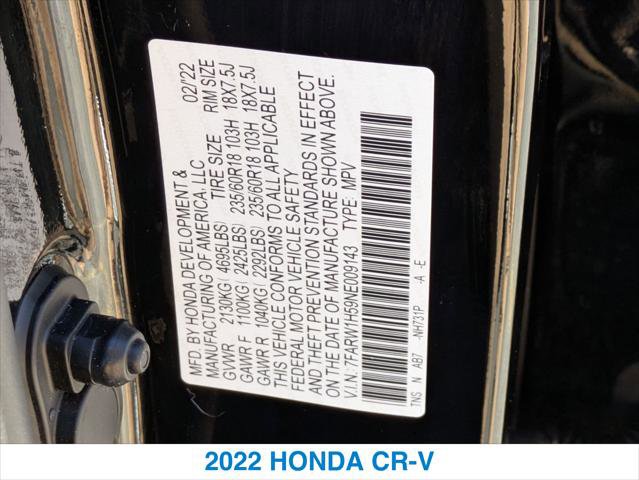 MFD. BY HONDA DEVELOPMENT & 02/'22
MANUFACTURING OF AMERICA, LLC
GVWR 2130KG( 4695LBS) TIRE SIZE RIM SIZE
GAWR F 1100KG( 2425LBS) 235/60R18 103H 18X7.5J
GAWR R 1040KG( 2292LBS) 235/60R18 103H 18X7.5J
THIS VEHICLE CONFORMS TO ALL APPLICABLE
FEDERAL MOTOR VEHICLE SAFETY
AND THEFT PREVENTION STANDARDS IN EFFECT
ON THE DATE OF MANUFACTURE SHOWN ABOVE.
V.I.N: 7FARW1H59NE009143 TYPE: MPV
TNS N AB7 -NH731P -A -E
2022 HONDA CR-V